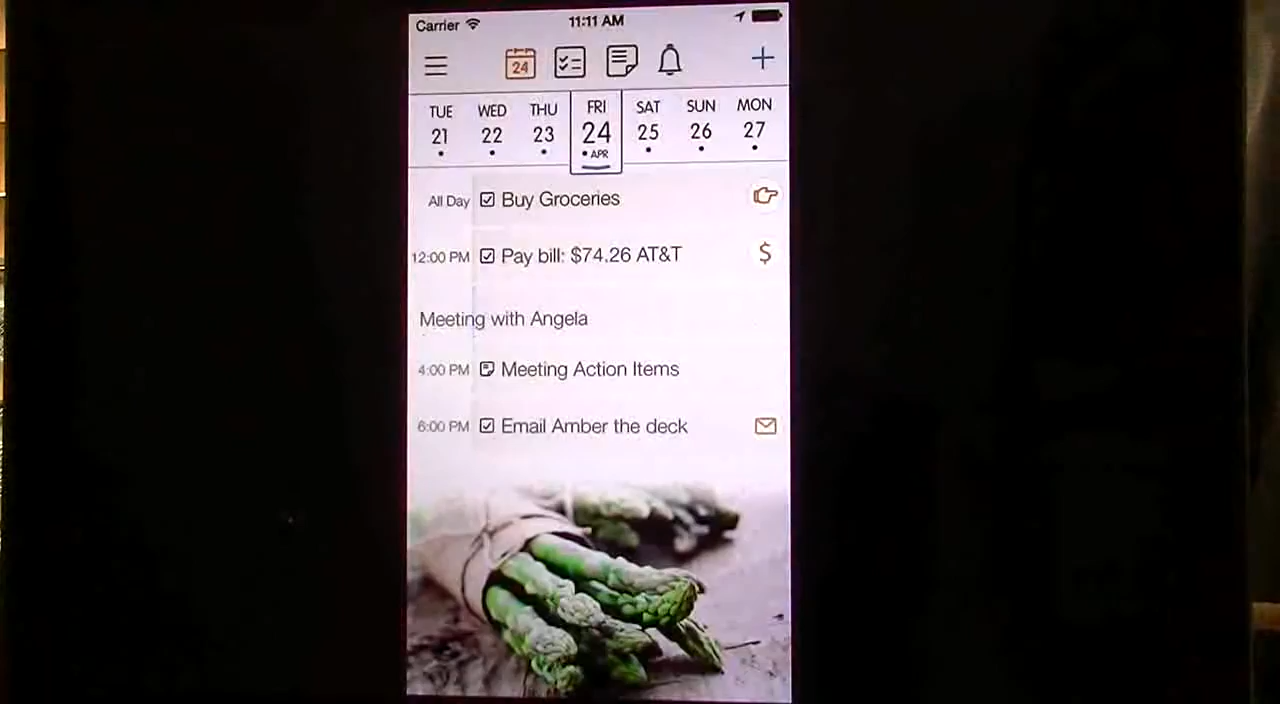 Carrier 11:11 AM
24
TUE WED THU FRI SAT SUN MON
21 22 23 24 25 26 27
APR
All Day Buy Groceries
12:00 PM Pay bill: $74.26 AT&T $
Meeting with Angela
4:00 PM Meeting Action Items
6:00 PM Email Amber the deck